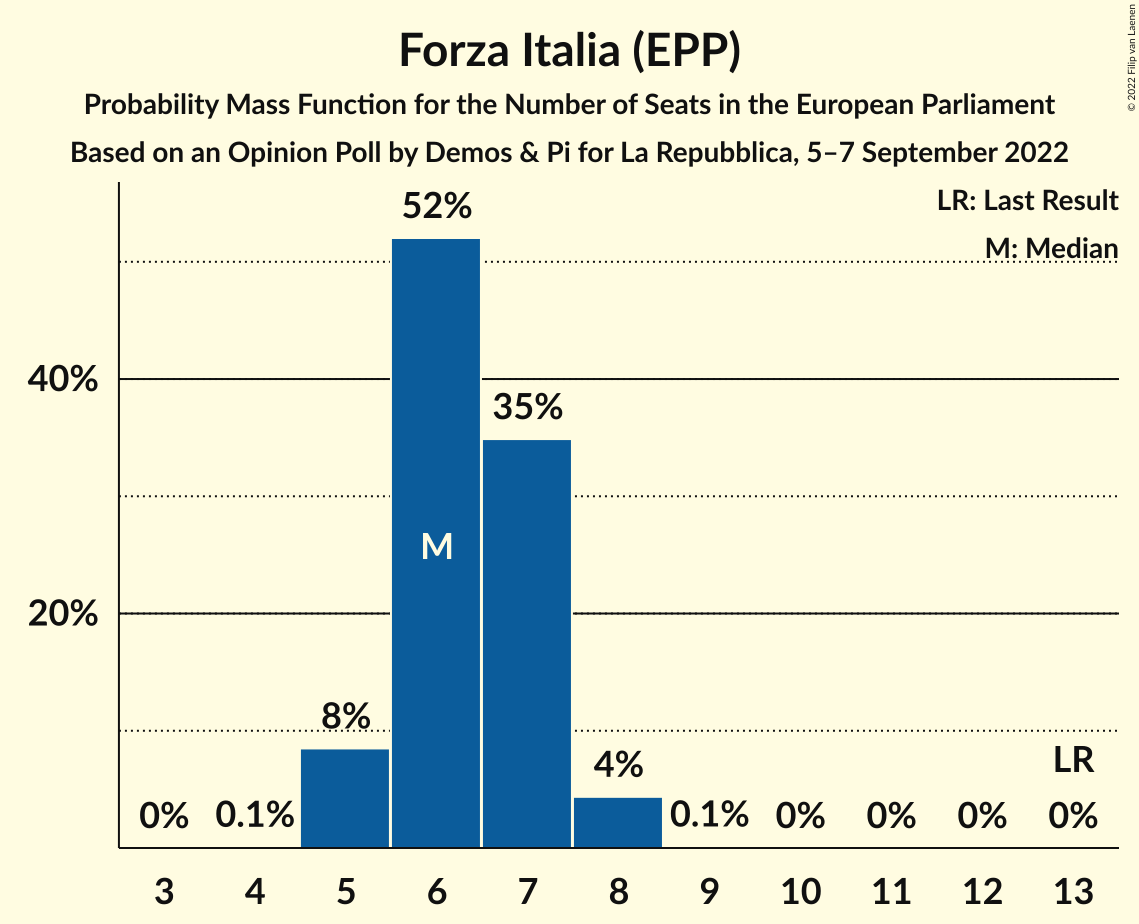 Forza Italia (EPP)
Probability Mass Function for the Number of Seats in the European Parliament
Based on an Opinion Poll by Demos & Pi for La Repubblica, 5–7 September 2022
© 2022 Filip van Laenen
LR: Last Result
M: Median
52%
40%
35%
M
20%
8%
4%
LR
0% 0.1% 0.1% 0% 0% 0% 0%
3 4 5 6 7 8 9 10 11 12 13